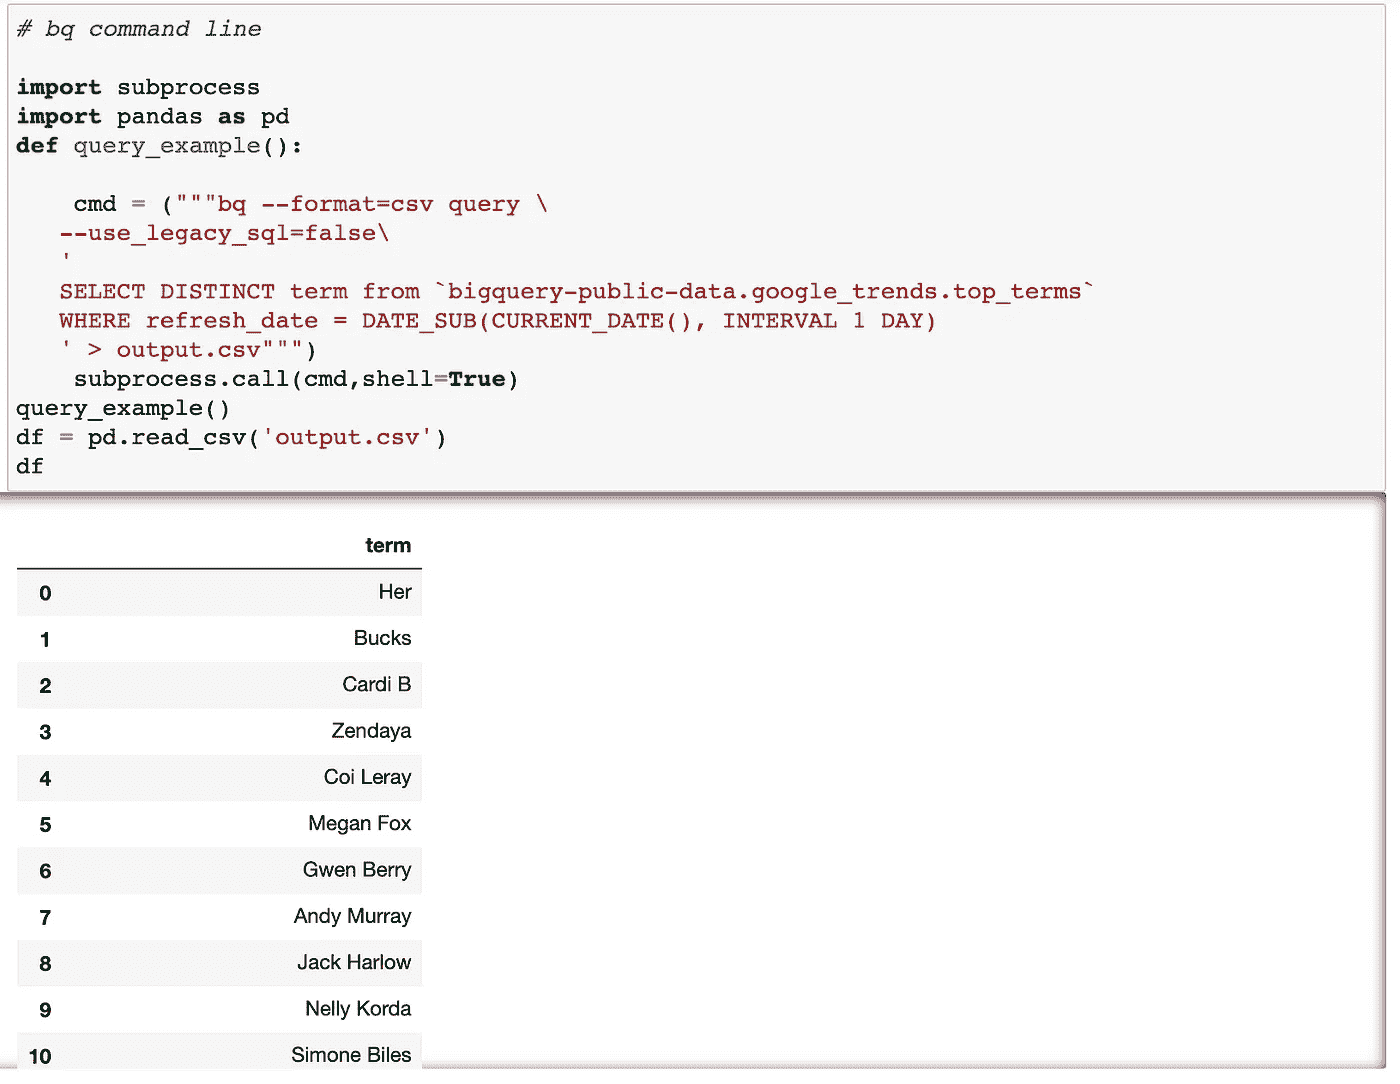 # bq command line
import subprocess
import pandas as pd
def query_example():
cmd = ("""bq --format=csv query \
--use_legacy_sql=false\
'
SELECT DISTINCT term from `bigquery-public-data.google_trends.top_terms`
WHERE refresh_date = DATE_SUB(CURRENT_DATE(), INTERVAL 1 DAY)
' > output.csv""")
subprocess.call(cmd,shell=True)
query_example()
df = pd.read_csv('output.csv')
df
term
0 Her
1 Bucks
2 Cardi B
3 Zendaya
4 Coi Leray
5 Megan Fox
6 Gwen Berry
7 Andy Murray
8 Jack Harlow
9 Nelly Korda
10 Simone Biles